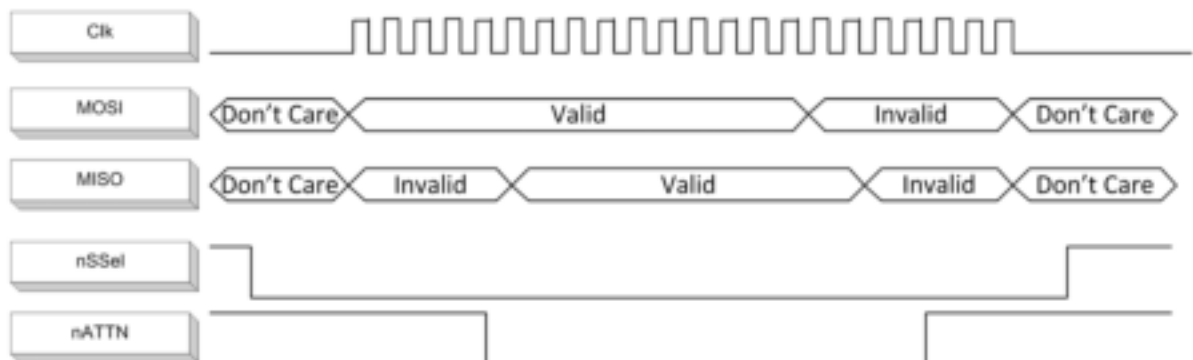 Clk
MOSI Don't Care Valid Invalid Don't Care
MISO Don't Care Invalid Valid Invalid Don't Care
nSSel
nATTN